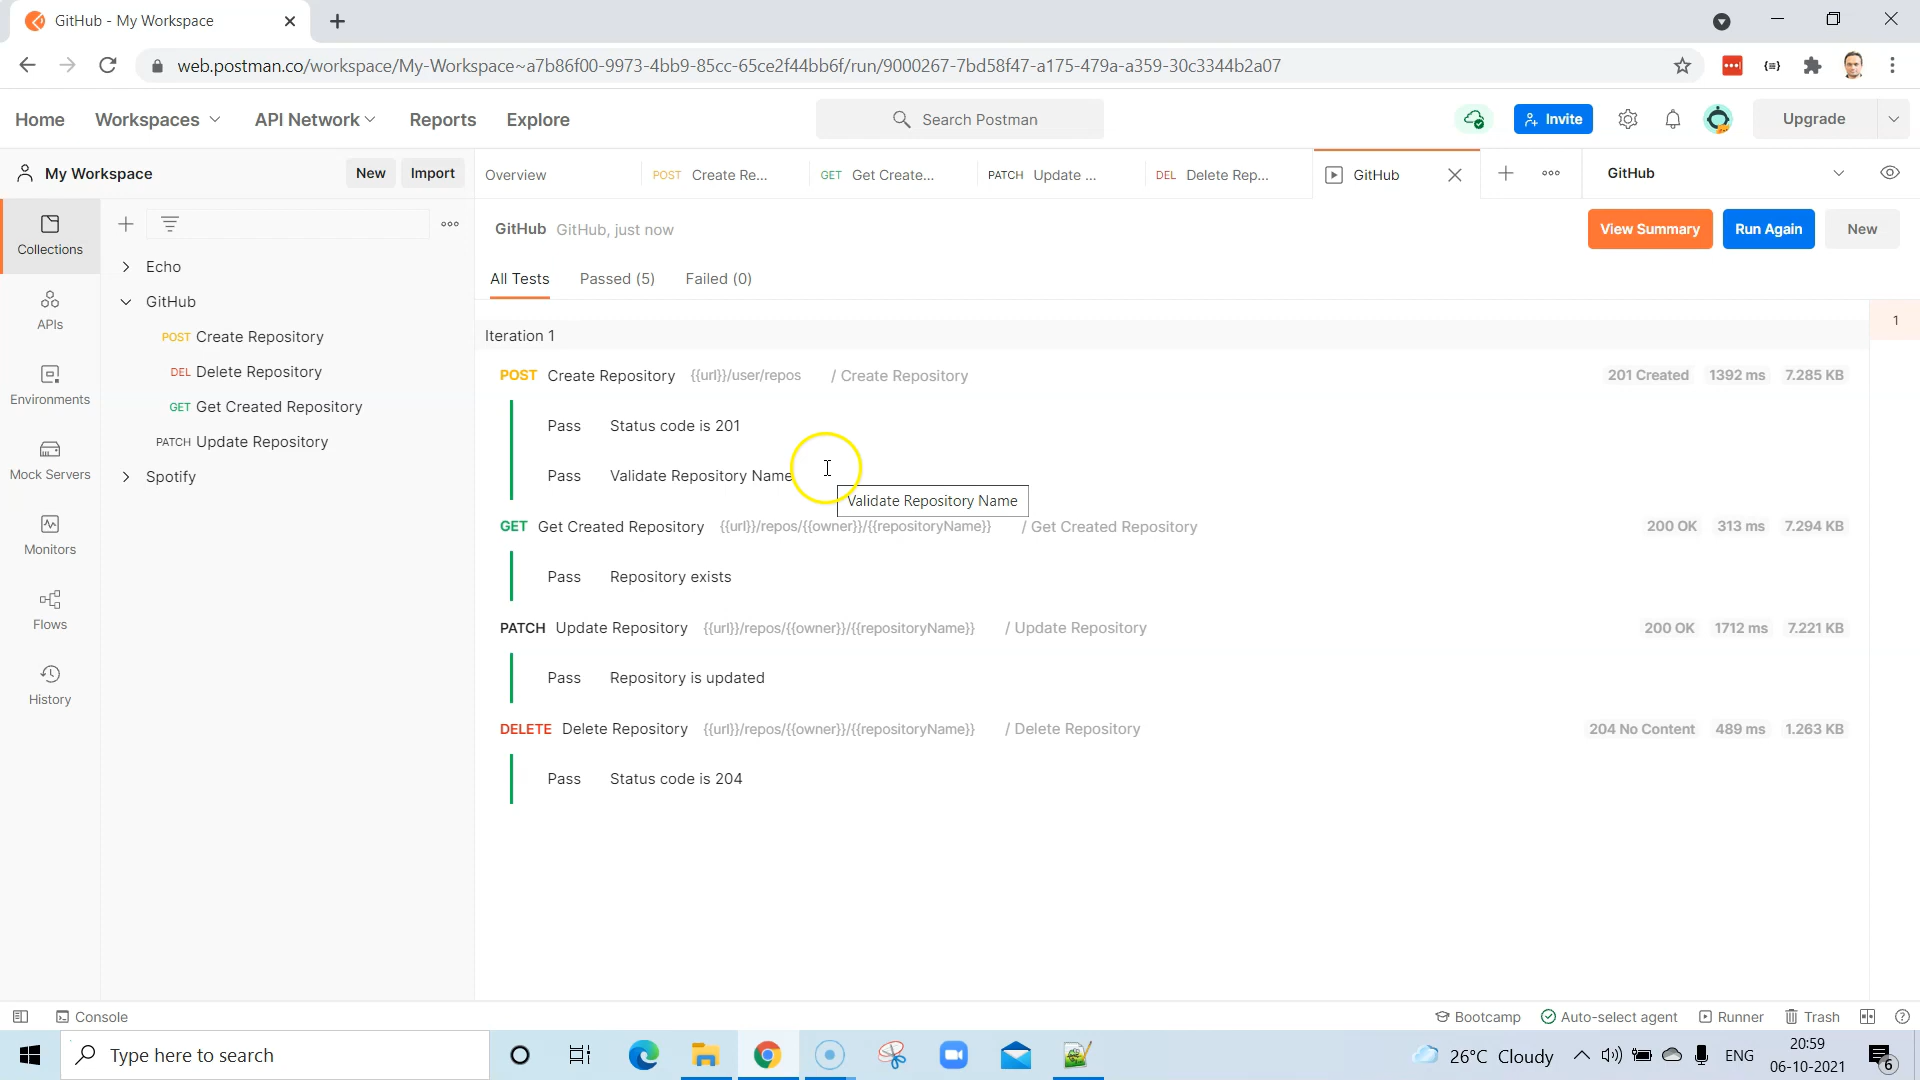 GitHub - My Workspace
web.postman.co/workspace/My-Workspace~a7b86f00-9973-4bb9-85cc-65ce2f44bb6f/run/9000267-7bd58f47-a175-479a-a359-30c3344b2a07
Home Workspaces API Network Reports Explore Search Postman Invite Upgrade
My Workspace New Import Overview POST Create Re... GET Get Create... PATCH Update ... DEL Delete Rep... GitHub GitHub
Collections
APIs
Environments
Mock Servers
Monitors
Flows
History
Echo
GitHub
POST Create Repository
DEL Delete Repository
GET Get Created Repository
PATCH Update Repository
Spotify
GitHub GitHub, just now View Summary Run Again New
All Tests Passed (5) Failed (0)
Iteration 1 1
POST Create Repository {{url}}/user/repos / Create Repository 201 Created 1392 ms 7.285 KB
Pass Status code is 201
Pass Validate Repository Name
Validate Repository Name
GET Get Created Repository {{url}}/repos/{{owner}}/{{repositoryName}} / Get Created Repository 200 OK 313 ms 7.294 KB
Pass Repository exists
PATCH Update Repository {{url}}/repos/{{owner}}/{{repositoryName}} / Update Repository 200 OK 1712 ms 7.221 KB
Pass Repository is updated
DELETE Delete Repository {{url}}/repos/{{owner}}/{{repositoryName}} / Delete Repository 204 No Content 489 ms 1.263 KB
Pass Status code is 204
Console Bootcamp Auto-select agent Runner Trash
Type here to search 26°C Cloudy ENG 20:59
06-10-2021 6